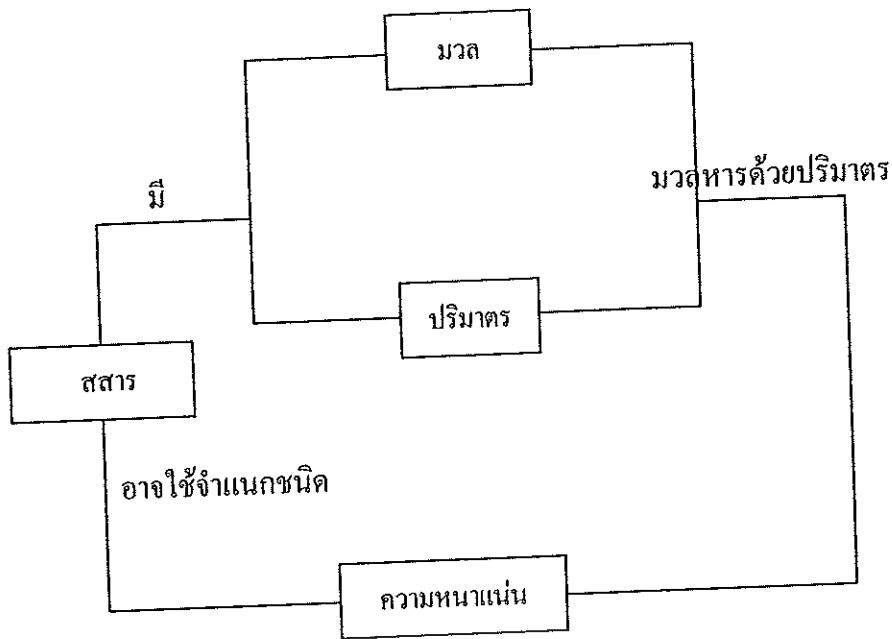 มวล
มวลหารด้วยปริมาตร
มี
ปริมาตร
สสาร
อาจใช้จำแนกชนิด
ความหนาแน่น